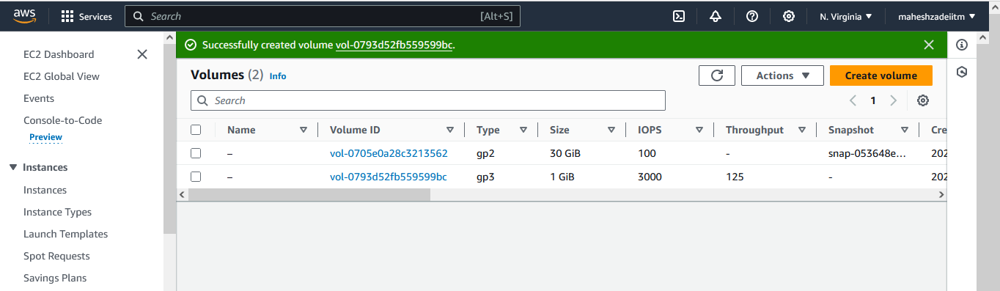 aws Services Search [Alt+S] N. Virginia maheshzadeiitm
EC2 Dashboard
EC2 Global View
Events
Console-to-Code
Preview
Instances
Instances
Instance Types
Launch Templates
Spot Requests
Savings Plans
Successfully created volume vol-0793d52fb559599bc.
Volumes (2) Info Actions Create volume
Search 1
Name Volume ID Type Size IOPS Throughput Snapshot Cre
– vol-0705e0a28c3213562 gp2 30 GiB 100 - snap-053648e... 202
– vol-0793d52fb559599bc gp3 1 GiB 3000 125 - 202